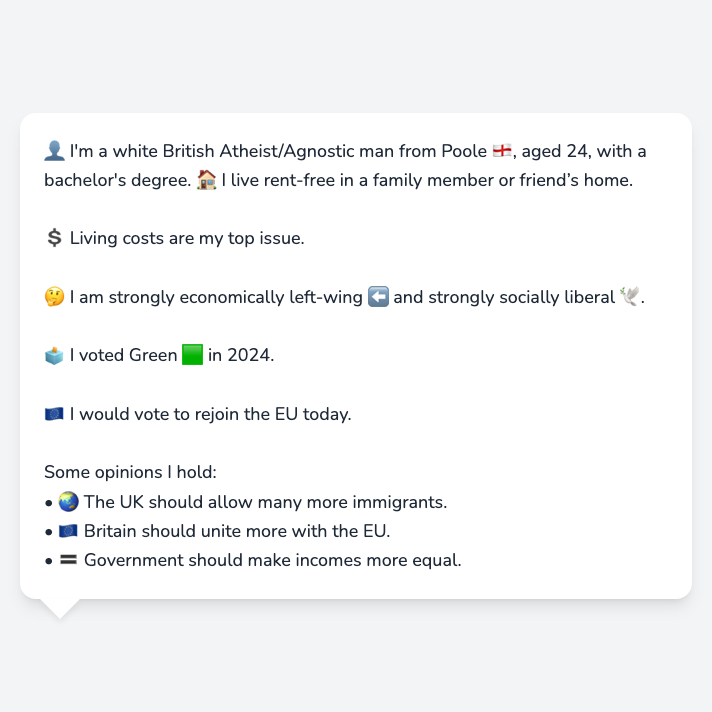 👤 I'm a white British Atheist/Agnostic man from Poole 🏴󠁧󠁢󠁥󠁮󠁧󠁿, aged 24, with a
bachelor's degree. 🏠 I live rent-free in a family member or friend’s home.
💲 Living costs are my top issue.
🤔 I am strongly economically left-wing ⬅️ and strongly socially liberal 🕊️.
🗳️ I voted Green 🟩 in 2024.
🇪🇺 I would vote to rejoin the EU today.
Some opinions I hold:
• 🌏 The UK should allow many more immigrants.
• 🇪🇺 Britain should unite more with the EU.
• 🟰 Government should make incomes more equal.